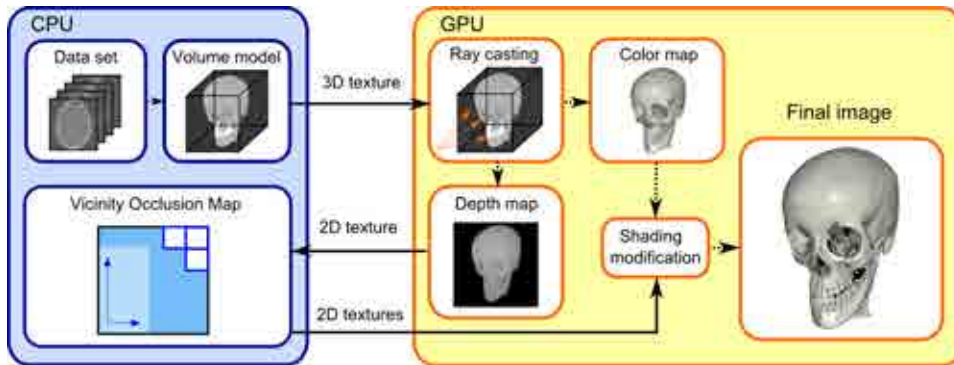 CPU
Data set
Volume model
3D texture
GPU
Ray casting
Color map
Final image
Vicinity Occlusion Map
2D texture
Depth map
Shading
modification
2D textures